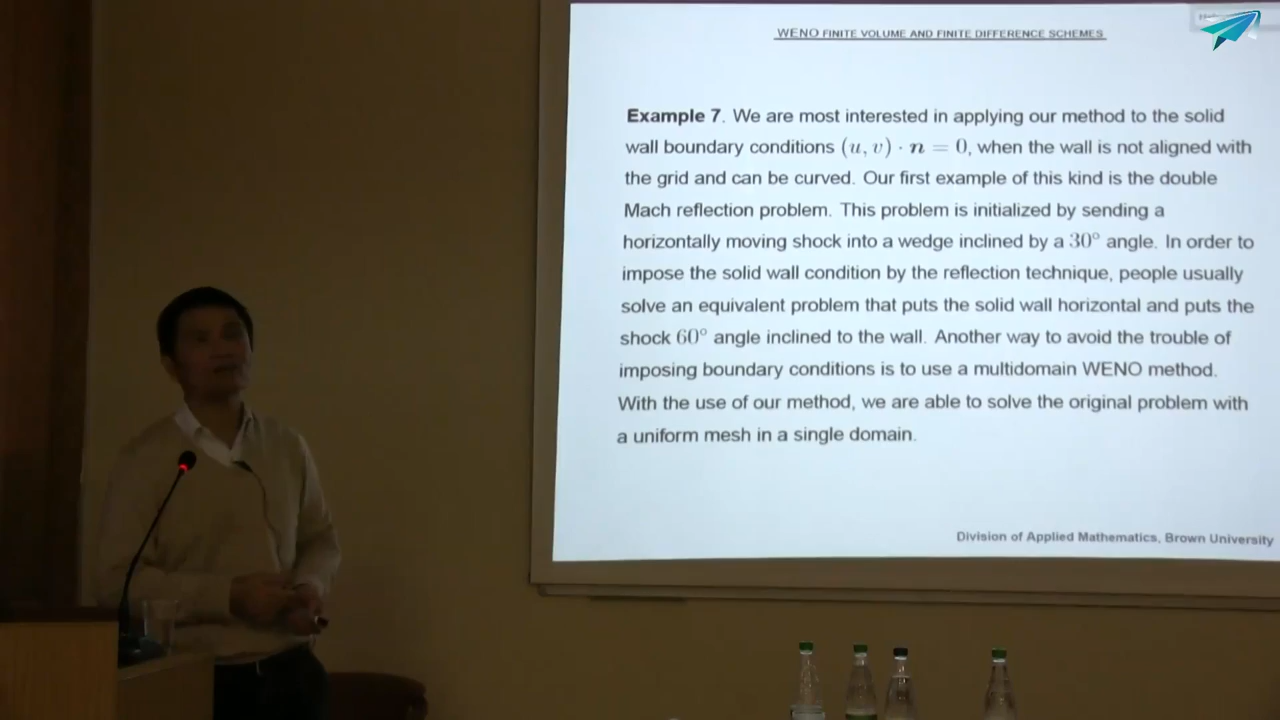 WENO FINITE VOLUME AND FINITE DIFFERENCE SCHEMES
Example 7. We are most interested in applying our method to the solid
wall boundary conditions (u, v) · n = 0, when the wall is not aligned with
the grid and can be curved. Our first example of this kind is the double
Mach reflection problem. This problem is initialized by sending a
horizontally moving shock into a wedge inclined by a 30° angle. In order to
impose the solid wall condition by the reflection technique, people usually
solve an equivalent problem that puts the solid wall horizontal and puts the
shock 60° angle inclined to the wall. Another way to avoid the trouble of
imposing boundary conditions is to use a multidomain WENO method.
With the use of our method, we are able to solve the original problem with
a uniform mesh in a single domain.
Division of Applied Mathematics, Brown University